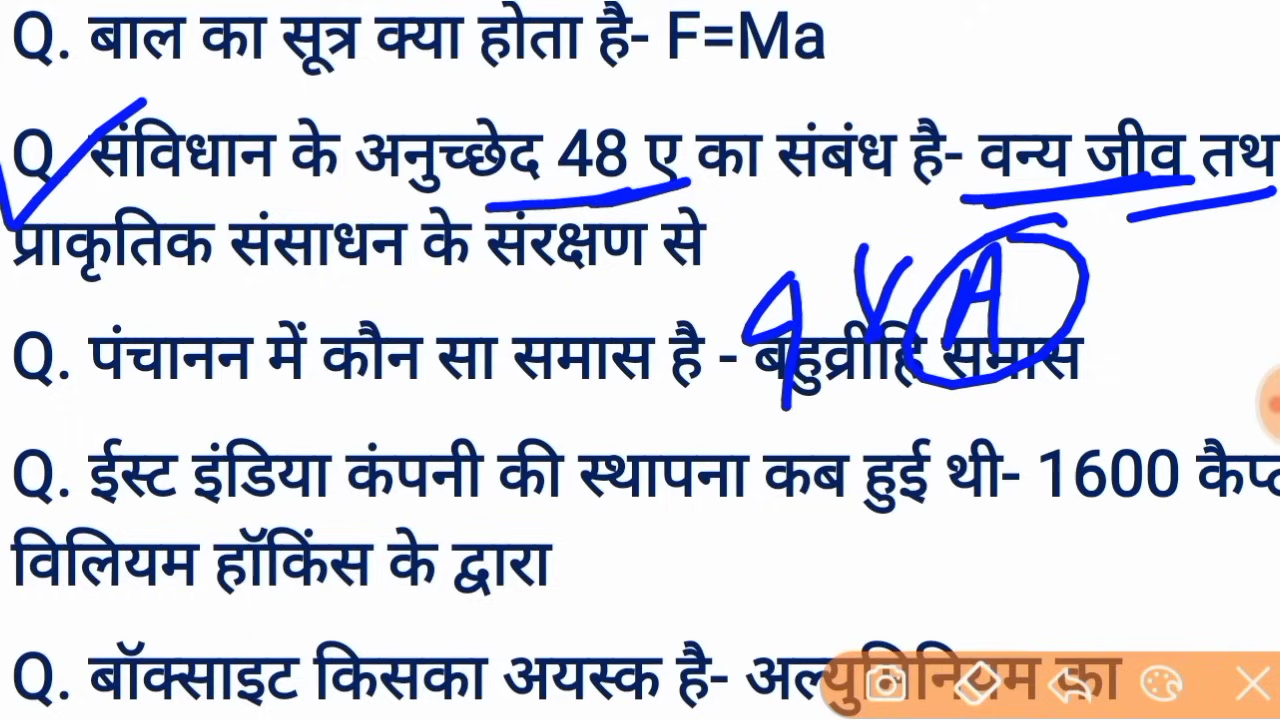 Q. बाल का सूत्र क्या होता है- F=Ma
Q. संविधान के अनुच्छेद 48 ए का संबंध है- वन्य जीव तथ
प्राकृतिक संसाधन के संरक्षण से
48 A
Q. पंचानन में कौन सा समास है - बहुव्रीहि समास
Q. ईस्ट इंडिया कंपनी की स्थापना कब हुई थी- 1600 कैप्ट
विलियम हॉकिंस के द्वारा
Q. बॉक्साइट किसका अयस्क है- अल्युमिनियम का